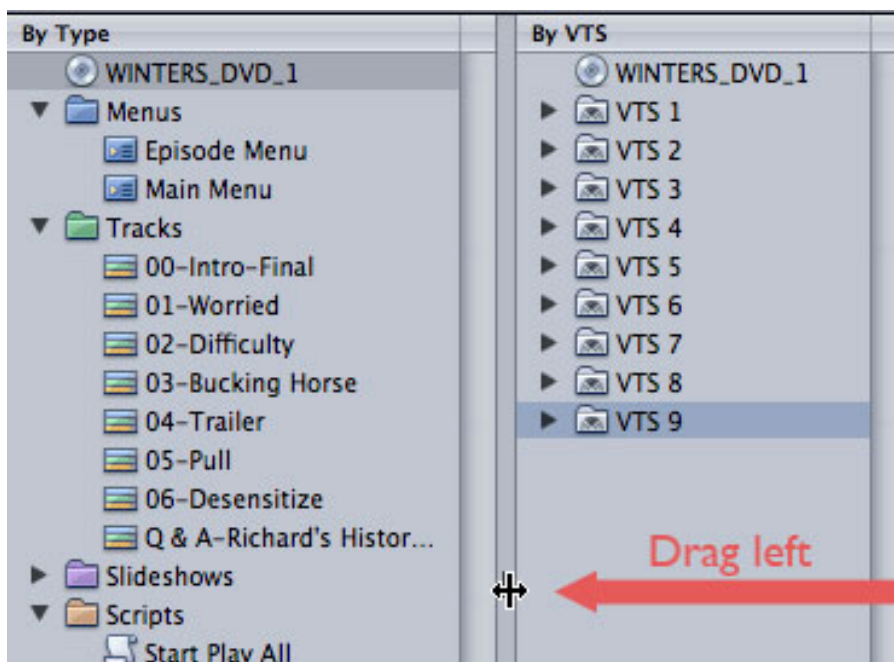 By Type
WINTERS_DVD_1
Menus
Episode Menu
Main Menu
Tracks
00-Intro-Final
01-Worried
02-Difficulty
03-Bucking Horse
04-Trailer
05-Pull
06-Desensitize
Q & A-Richard's Histor...
Slideshows
Scripts
Start Play All
By VTS
WINTERS_DVD_1
VTS 1
VTS 2
VTS 3
VTS 4
VTS 5
VTS 6
VTS 7
VTS 8
VTS 9
Drag left